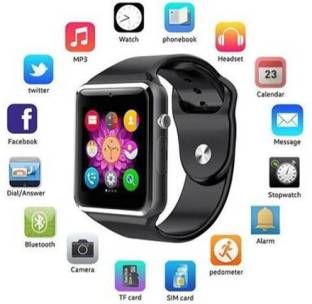 Watch
phonebook
MP3
Headset
twitter
23
Calendar
Facebook
Message
Dial/Answer
Stopwatch
Bluetooth
Alarm
Camera
pedometer
TF card
SIM card